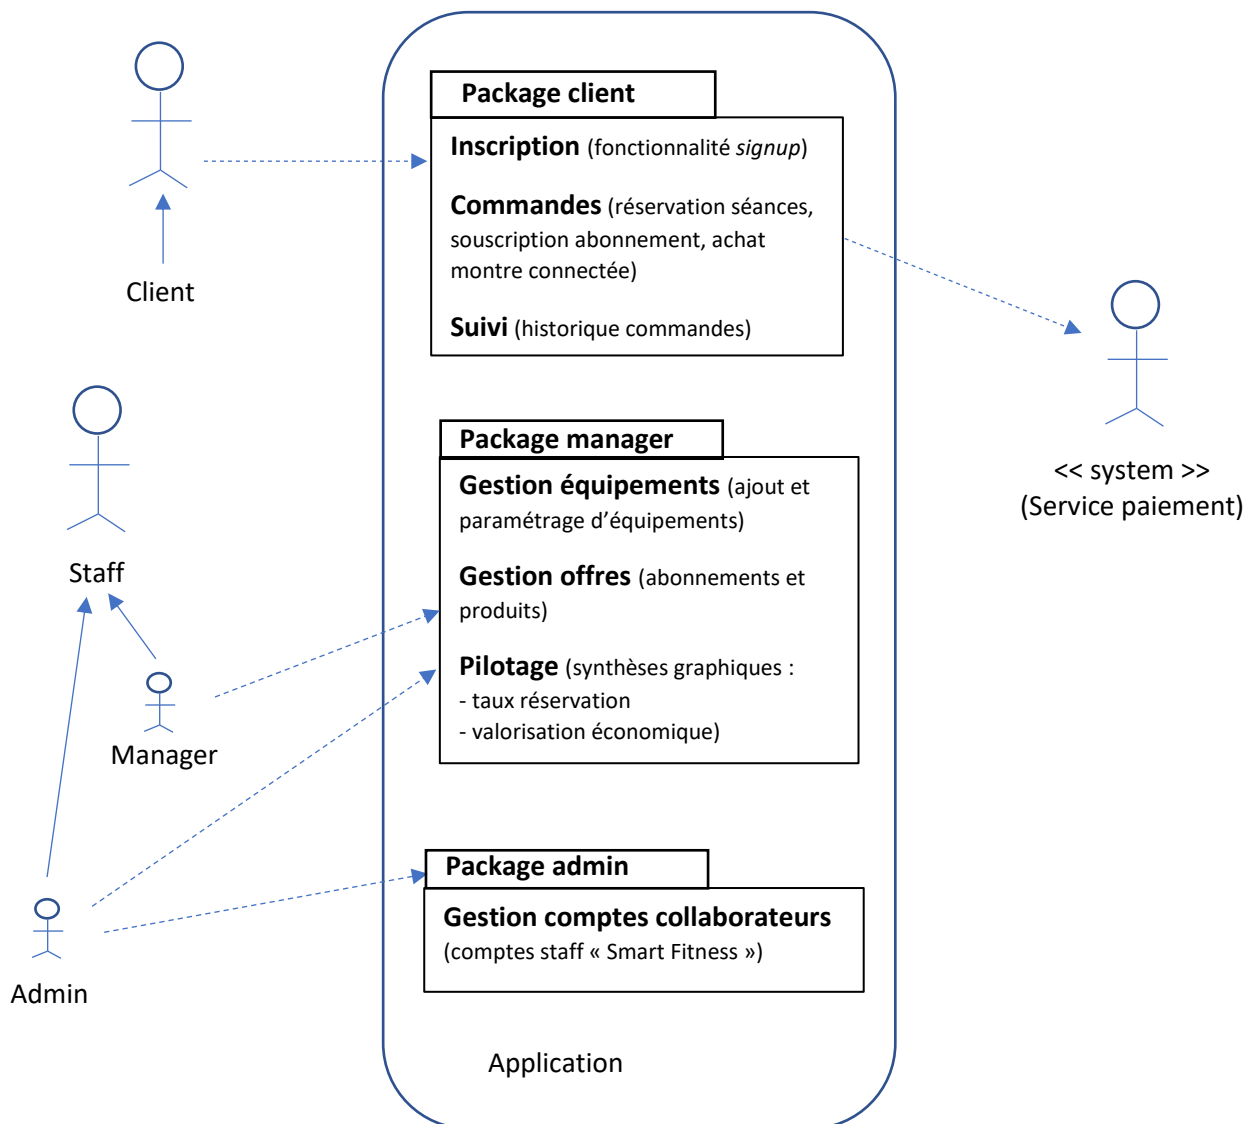 Package client
Inscription (fonctionnalité signup)
Commandes (réservation séances,
souscription abonnement, achat
montre connectée)
Suivi (historique commandes)
Client
<< system >>
(Service paiement)
Package manager
Gestion équipements (ajout et
paramétrage d’équipements)
Gestion offres (abonnements et
produits)
Pilotage (synthèses graphiques :
- taux réservation
- valorisation économique)
Staff
Manager
Package admin
Gestion comptes collaborateurs
(comptes staff « Smart Fitness »)
Admin
Application